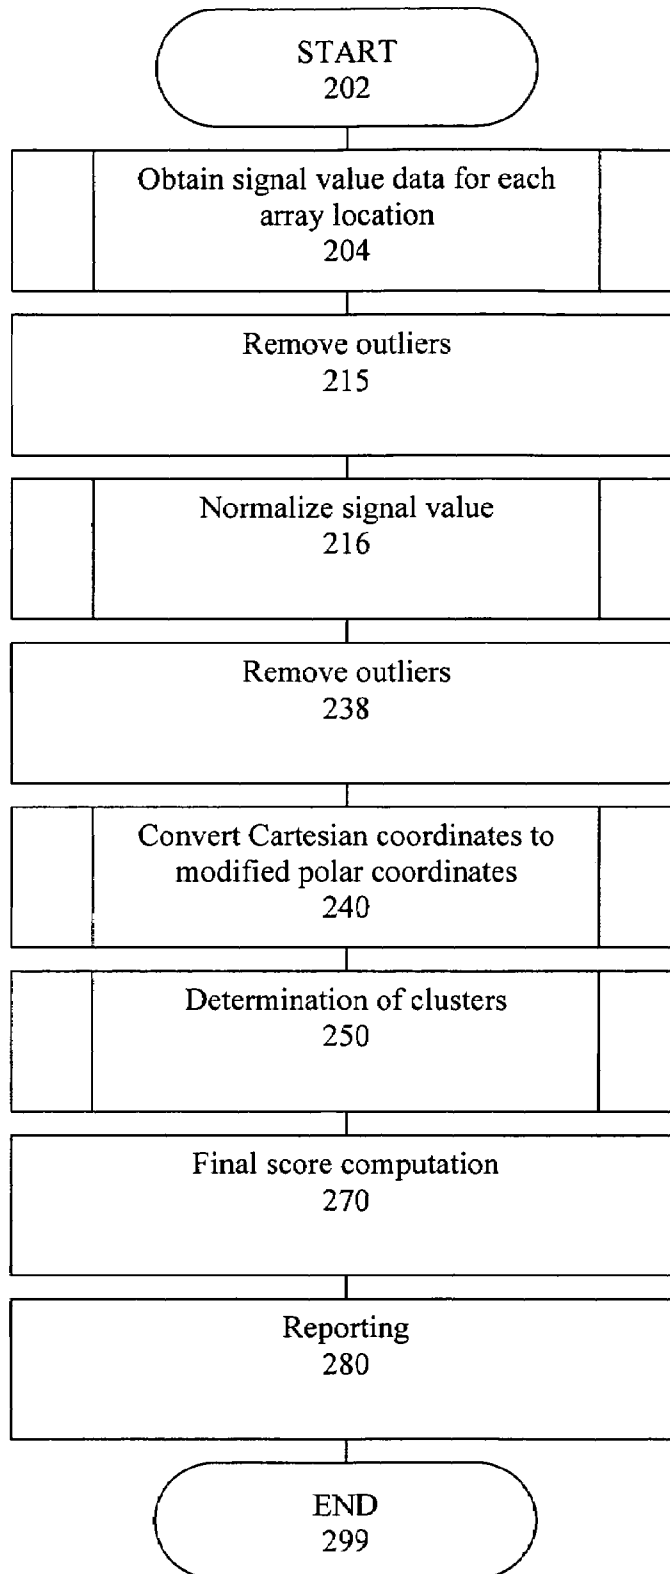 START
202
Obtain signal value data for each
array location
204
Remove outliers
215
Normalize signal value
216
Remove outliers
238
Convert Cartesian coordinates to
modified polar coordinates
240
Determination of clusters
250
Final score computation
270
Reporting
280
END
299